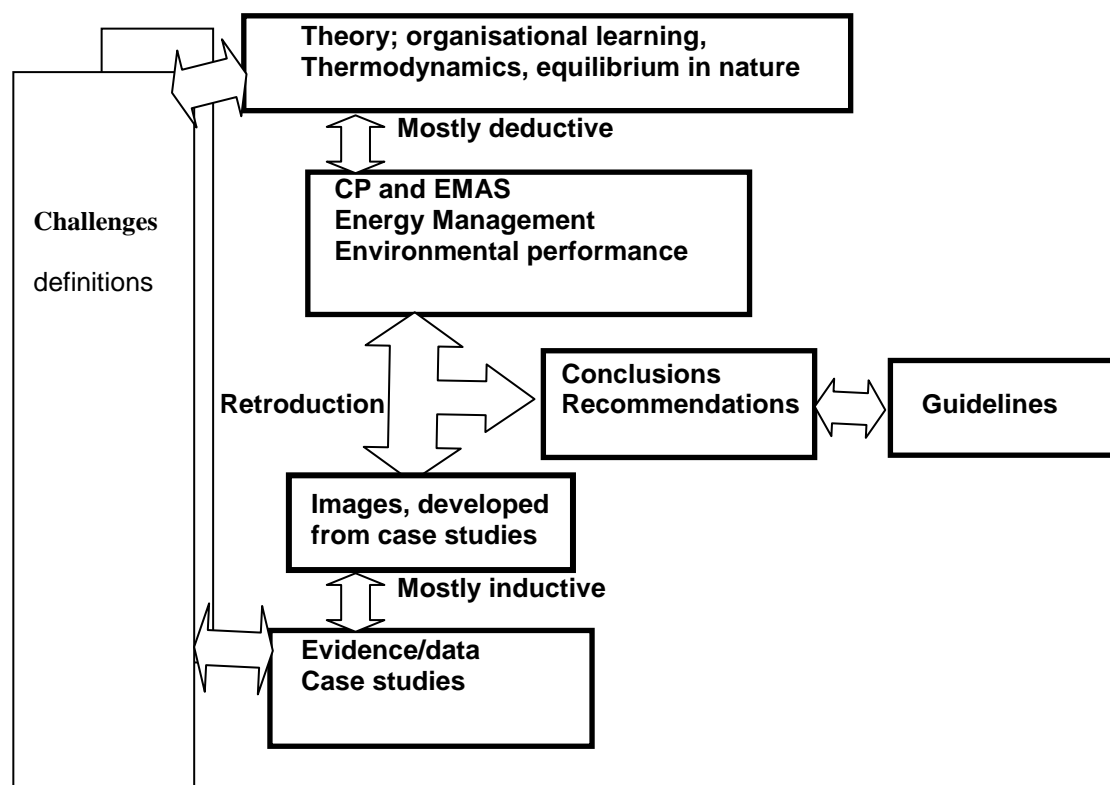 Theory; organisational learning,
Thermodynamics, equilibrium in nature
Mostly deductive
CP and EMAS
Energy Management
Environmental performance
Challenges
definitions
Retroduction
Conclusions
Recommendations
Guidelines
Images, developed
from case studies
Mostly inductive
Evidence/data
Case studies